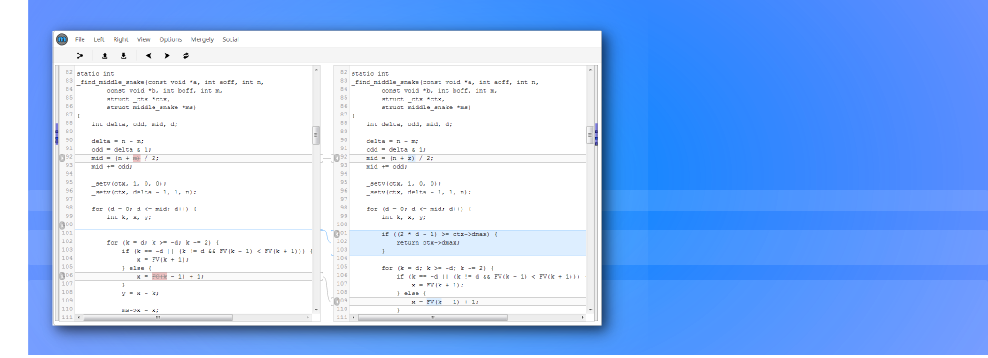 File Left Right View Options Mergely Social
82 static int
83 _find_middle_snake(const void *a, int aoff, int n,
84 const void *b, int boff, int m,
85 struct _ctx *ctx,
86 struct middle_snake *ms)
87 {
88 int delta, odd, mid, d;
89
90 delta = n - m;
91 odd = delta & 1;
92 mid = (n + m) / 2;
93 mid += odd;
94
95 _setv(ctx, 1, 0, 0);
96 _setv(ctx, delta - 1, 1, n);
97
98 for (d = 0; d <= mid; d++) {
99 int k, x, y;
100
101
102 for (k = d; k >= -d; k -= 2) {
103 if (k == -d || (k != d && FV(k - 1) < FV(k + 1))) {
104 x = FV(k + 1);
105 } else {
106 - 1) + 1;
107 }
108 y = x - k;
109
110 ms->x = x;
111
82 static int
83 _find_middle_snake(const void *a, int aoff, int n,
84 const void *b, int boff, int m,
85 struct _ctx *ctx,
86 struct middle_snake *ms)
87 {
88 int delta, odd, mid, d;
89
90 delta = n - m;
91 odd = delta & 1;
92 mid = (n + x) / 2;
93 mid += odd;
94
95 _setv(ctx, 1, 0, 0);
96 _setv(ctx, delta - 1, 1, n);
97
98 for (d = 0; d <= mid; d++) {
99 int k, x, y;
100
101 if ((2 * d - 1) >= ctx->dmax) {
102 return ctx->dmax;
103 }
104
105 for (k = d; k >= -d; k -= 2) {
106 if (k == -d || (k != d && FV(k - 1) < FV(k + 1)))
107 x = FV(k + 1);
108 } else {
109 x = FV(k - 1) + 1;
110 }
111